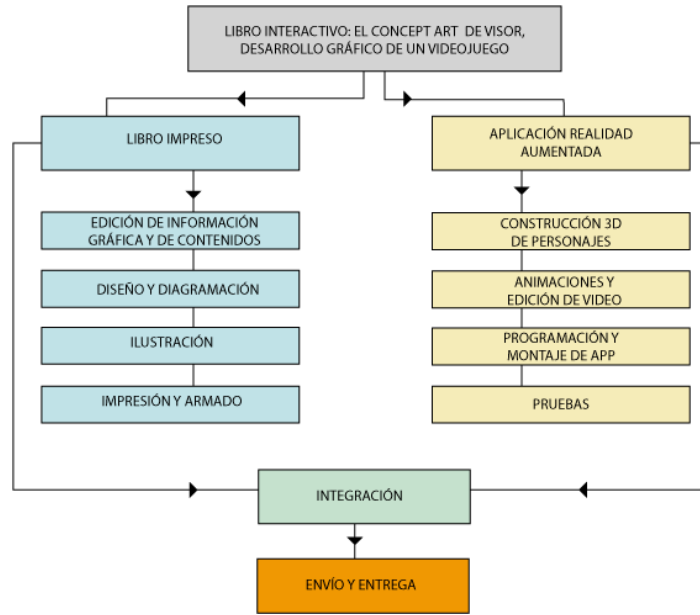 LIBRO INTERACTIVO: EL CONCEPT ART DE VISOR,
DESARROLLO GRÁFICO DE UN VIDEOJUEGO
LIBRO IMPRESO
EDICIÓN DE INFORMACIÓN
GRÁFICA Y DE CONTENIDOS
DISEÑO Y DIAGRAMACIÓN
ILUSTRACIÓN
IMPRESIÓN Y ARMADO
APLICACIÓN REALIDAD
AUMENTADA
CONSTRUCCIÓN 3D
DE PERSONAJES
ANIMACIONES Y
EDICIÓN DE VIDEO
PROGRAMACIÓN Y
MONTAJE DE APP
PRUEBAS
INTEGRACIÓN
ENVÍO Y ENTREGA